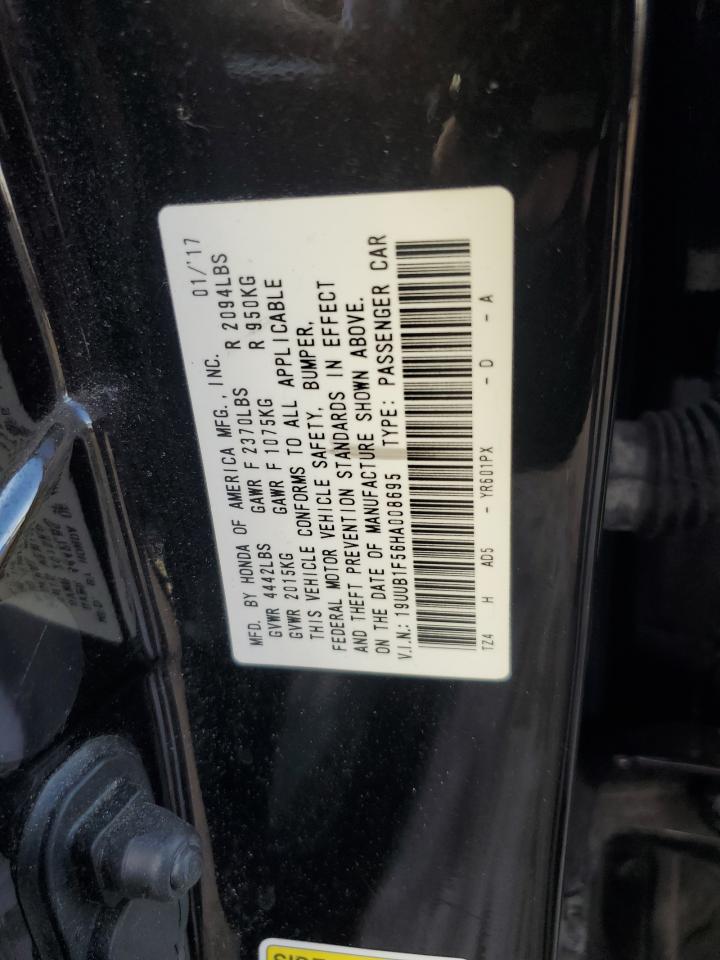 MFD. BY HONDA OF AMERICA MFG., INC. 01/'17
GVWR 4442LBS GAWR F 2370LBS R 2094LBS
GVWR 2015KG GAWR F 1075KG R 950KG
THIS VEHICLE CONFORMS TO ALL APPLICABLE
FEDERAL MOTOR VEHICLE SAFETY, BUMPER,
AND THEFT PREVENTION STANDARDS IN EFFECT
ON THE DATE OF MANUFACTURE SHOWN ABOVE.
V.I.N.: 19UUB1F56HA008695 TYPE: PASSENGER CAR
TZ4 H AD5 - YR601PX - D - A
SIDE